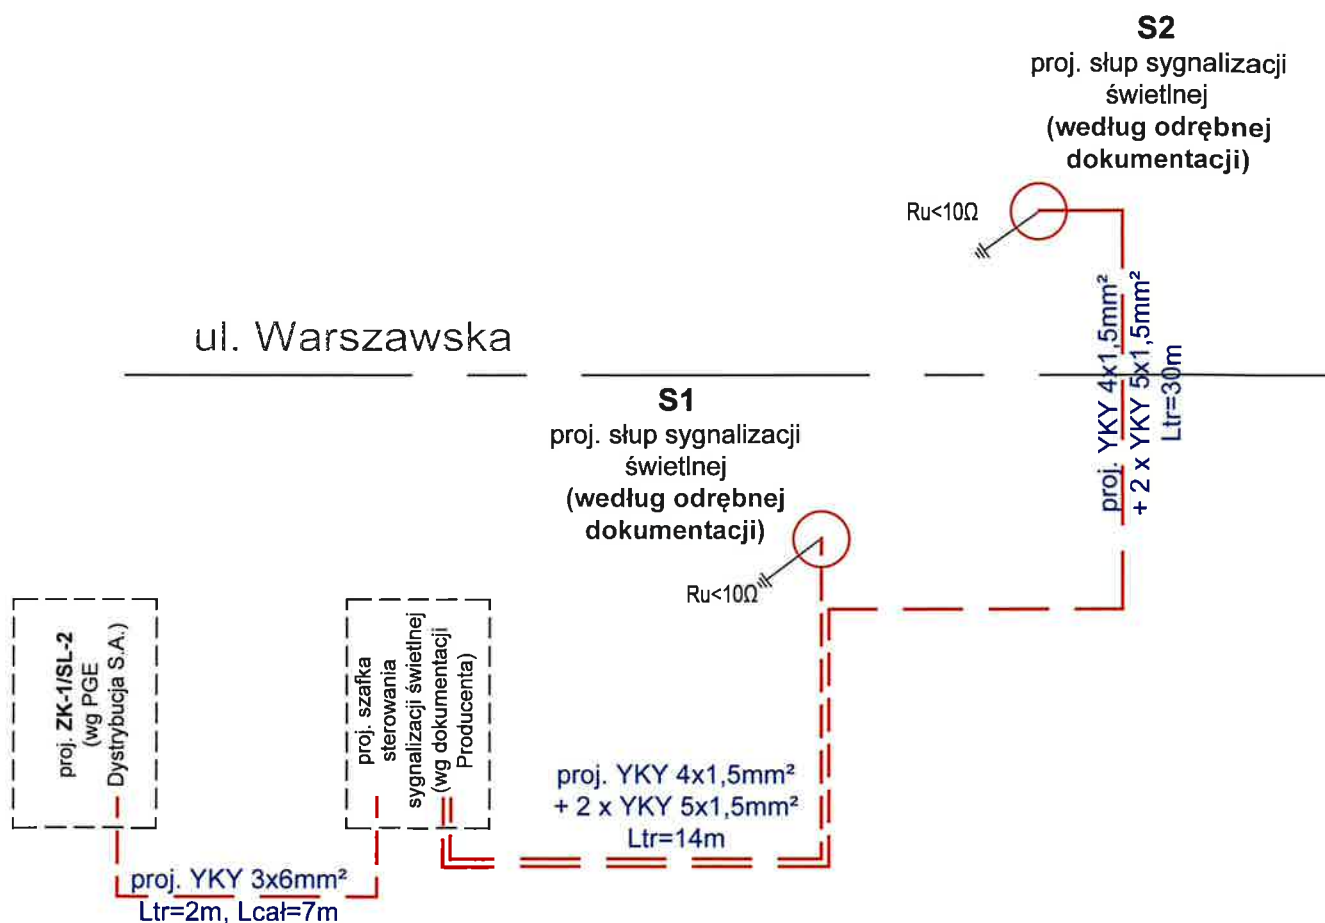 S2
proj. słup sygnalizacji
świetlnej
(według odrębnej
dokumentacji)
Ru<10Ω
proj. YKY 4x1,5mm²
+ 2 x YKY 5x1,5mm²
Ltr=30m
ul. Warszawska
S1
proj. słup sygnalizacji
świetlnej
(według odrębnej
dokumentacji)
Ru<10Ω
proj. ZK-1/SL-2
(wg PGE
Dystrybucja S.A.)
proj. szafka
sterowania
sygnalizacji świetlnej
(wg dokumentacji
Producenta)
proj. YKY 4x1,5mm²
+ 2 x YKY 5x1,5mm²
Ltr=14m
proj. YKY 3x6mm²
Ltr=2m, Lcał=7m